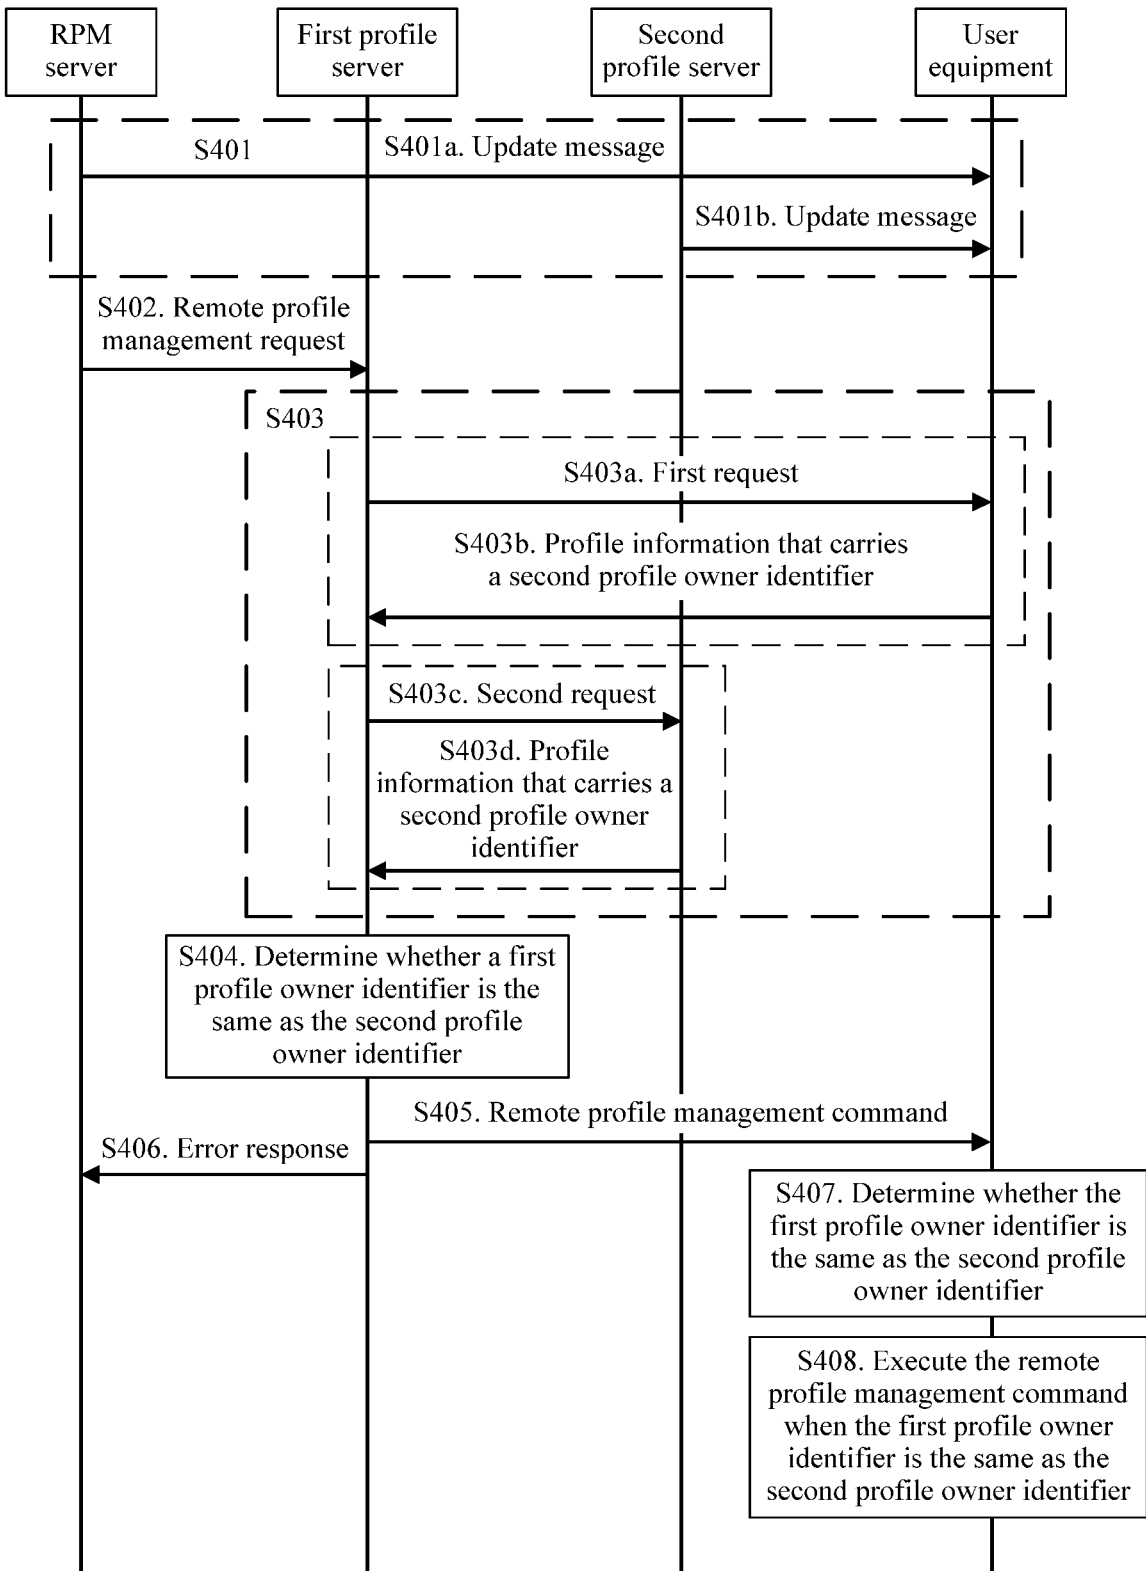 RPM
server
First profile
server
Second
profile server
User
equipment
S401
S401a. Update message
S401b. Update message
S402. Remote profile
management request
S403
S403a. First request
S403b. Profile information that carries
a second profile owner identifier
S403c. Second request
S403d. Profile
information that carries a
second profile owner
identifier
S404. Determine whether a first
profile owner identifier is the
same as the second profile
owner identifier
S405. Remote profile management command
S406. Error response
S407. Determine whether the
first profile owner identifier is
the same as the second profile
owner identifier
S408. Execute the remote
profile management command
when the first profile owner
identifier is the same as the
second profile owner identifier